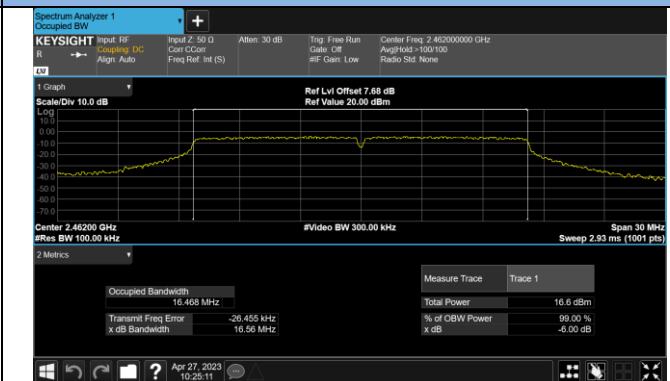 Spectrum Analyzer 1
Occupied BW
KEYSIGHT Input: RF Input Z: 50 Ω Atten: 30 dB Trig: Free Run Center Freq: 2.462000000 GHz
R Coupling: DC Corr CCorr Gate: Off Avg|Hold >100/100
Align: Auto Freq Ref: Int (S) #IF Gain: Low Radio Std: None
LXI
1 Graph
Ref Lvl Offset 7.68 dB
Scale/Div 10.0 dB Ref Value 20.00 dBm
Log
10.0
0.00
-10.0
-20.0
-30.0
-40.0
-50.0
-60.0
-70.0
Center 2.46200 GHz #Video BW 300.00 kHz Span 30 MHz
#Res BW 100.00 kHz Sweep 2.93 ms (1001 pts)
2 Metrics
Measure Trace Trace 1
Occupied Bandwidth
16.468 MHz Total Power 16.6 dBm
Transmit Freq Error -26.455 kHz % of OBW Power 99.00 %
x dB Bandwidth 16.56 MHz x dB -6.00 dB
Apr 27, 2023
10:25:11